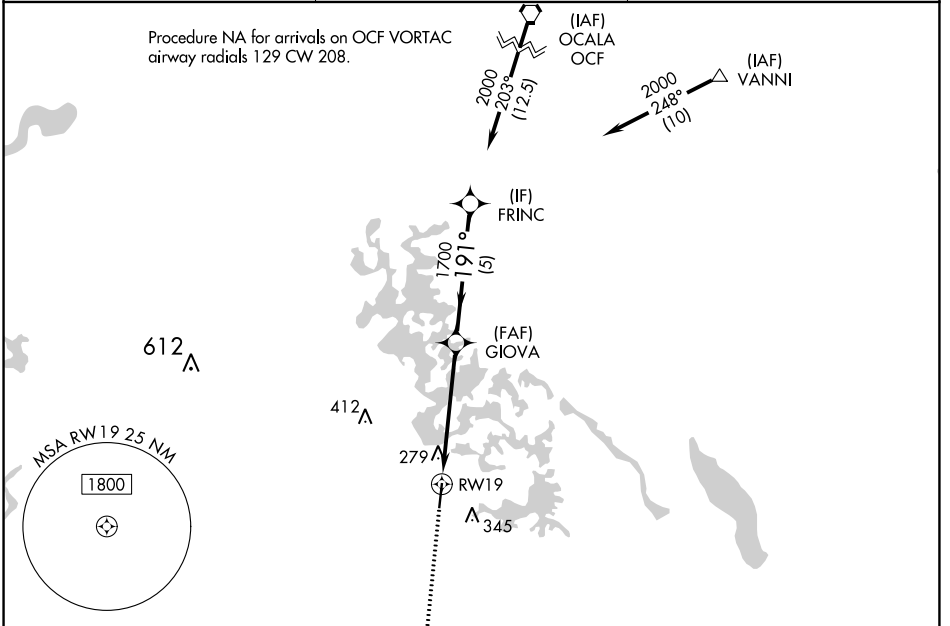 Procedure NA for arrivals on OCF VORTAC
airway radials 129 CW 208.
(IAF)
OCALA
OCF
2000
203°
(12.5)
(IAF)
VANNI
2000
248°
(10)
(IF)
FRINC
1700
191°
(5)
(FAF)
GIOVA
612
412
279
RW19
345
MSA RW19 25 NM
1800